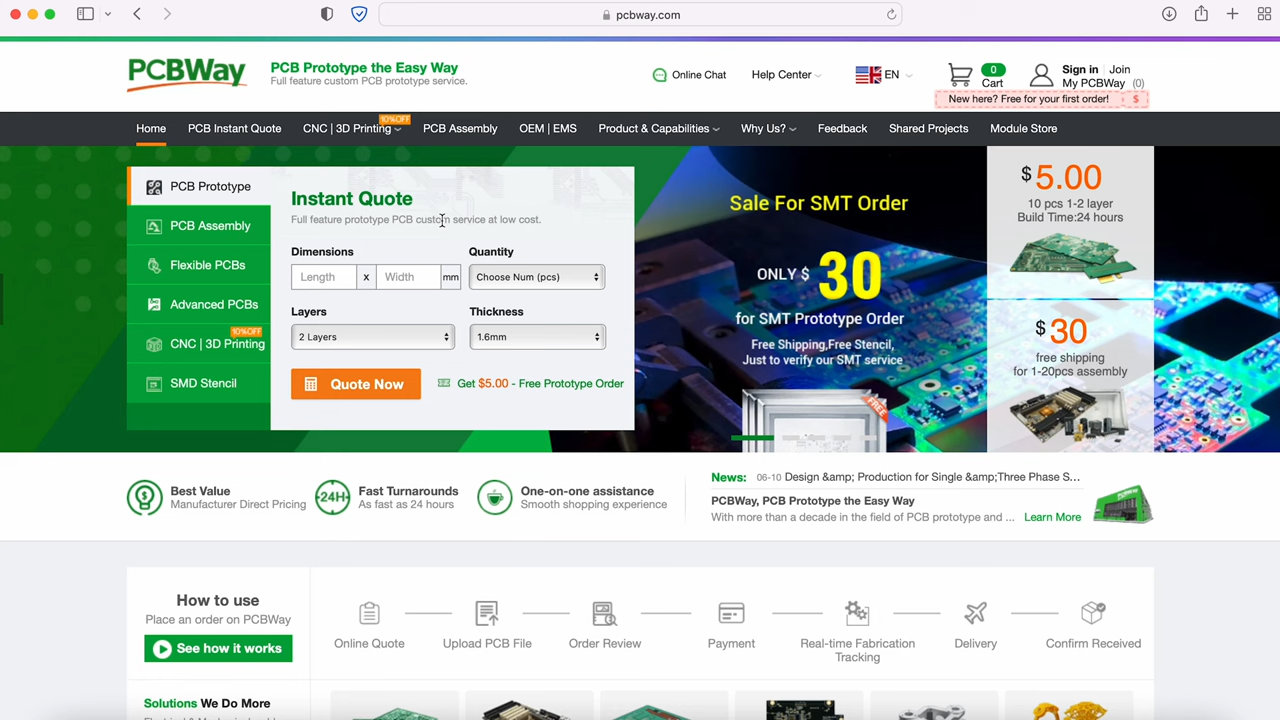 pcbway.com
PCBWay
PCB Prototype the Easy Way
Full feature custom PCB prototype service.
Online Chat
Help Center
EN
0
Cart
Sign in | Join
My PCBWay (0)
New here? Free for your first order! $
Home
PCB Instant Quote
CNC | 3D Printing
10%OFF
PCB Assembly
OEM | EMS
Product & Capabilities
Why Us?
Feedback
Shared Projects
Module Store
PCB Prototype
PCB Assembly
Flexible PCBs
Advanced PCBs
10%OFF
CNC | 3D Printing
SMD Stencil
Instant Quote
Full feature prototype PCB custom service at low cost.
Dimensions
Quantity
Length x Width mm
Choose Num (pcs)
Layers
Thickness
2 Layers
1.6mm
Quote Now
Get $5.00 - Free Prototype Order
Sale For SMT Order
ONLY $ 30
for SMT Prototype Order
Free Shipping,Free Stencil,
Just to verify our SMT service
FREE
$5.00
10 pcs 1-2 layer
Build Time:24 hours
$30
free shipping
for 1-20pcs assembly
Best Value
Manufacturer Direct Pricing
24H
Fast Turnarounds
As fast as 24 hours
One-on-one assistance
Smooth shopping experience
News: 06-10 Design &amp; Production for Single &amp;Three Phase S...
PCBWay, PCB Prototype the Easy Way
With more than a decade in the field of PCB prototype and ... Learn More
How to use
Place an order on PCBWay
See how it works
Online Quote
Upload PCB File
Order Review
Payment
Real-time Fabrication
Tracking
Delivery
Confirm Received
Solutions We Do More